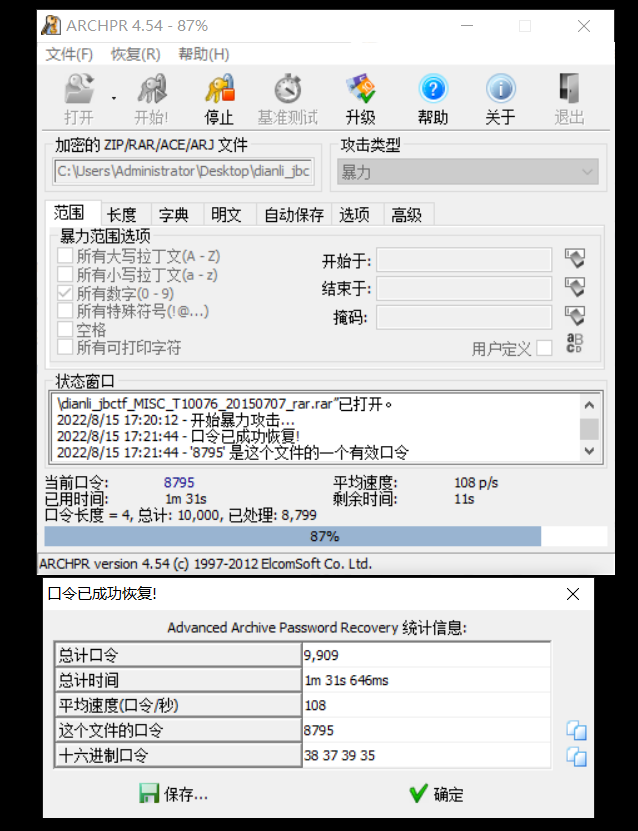 ARCHPR 4.54 - 87%
文件(F) 恢复(R) 帮助(H)
打开 开始! 停止 基准测试 升级 帮助 关于 退出
加密的 ZIP/RAR/ACE/ARJ 文件 攻击类型
C:\Users\Administrator\Desktop\dianli_jbc 暴力
范围 长度 字典 明文 自动保存 选项 高级
暴力范围选项
所有大写拉丁文(A - Z)
所有小写拉丁文(a - z)
所有数字(0 - 9)
所有特殊符号(!@...)
空格
所有可打印字符
开始于:
结束于:
掩码:
用户定义
状态窗口
\dianli_jbctf_MISC_T10076_20150707_rar.rar"已打开。
2022/8/15 17:20:12 - 开始暴力攻击...
2022/8/15 17:21:44 - 口令已成功恢复!
2022/8/15 17:21:44 - '8795' 是这个文件的一个有效口令
当前口令: 8795 平均速度: 108 p/s
已用时间: 1m 31s 剩余时间: 11s
口令长度 = 4, 总计: 10,000, 已处理: 8,799
87%
ARCHPR version 4.54 (c) 1997-2012 ElcomSoft Co. Ltd.
口令已成功恢复!
Advanced Archive Password Recovery 统计信息:
总计口令 9,909
总计时间 1m 31s 646ms
平均速度(口令/秒) 108
这个文件的口令 8795
十六进制口令 38 37 39 35
保存... 确定